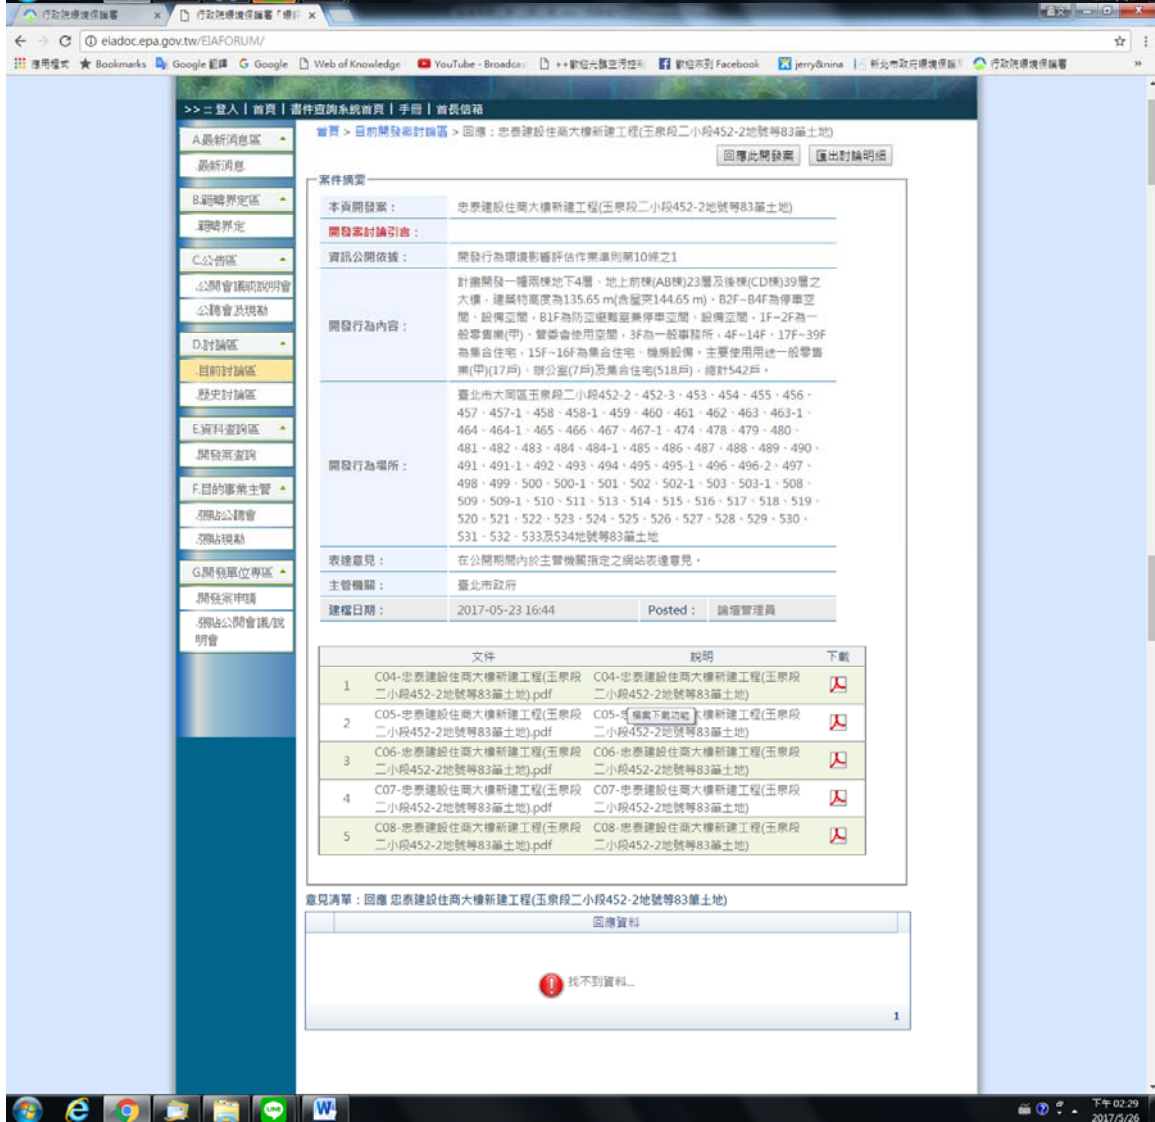 行政院環境保護署
行政院環境保護署「環評
eiadoc.epa.gov.tw/EIAFORUM/
應用程式
Bookmarks
Google 翻譯
Google
Web of Knowledge
YouTube - Broadca
Facebook
jerry&nina
新北市政府環境保護
行政院環境保護署
>> ::: 登入 | 首頁 | 書件查詢系統首頁 | 手冊 | 首長信箱
首頁 > 目前開發案討論區 > 回應：忠泰建設住商大樓新建工程(玉泉段二小段452-2地號等83筆土地)
回應此開發案 匯出討論明細
A.最新消息區
.最新消息
B.範疇界定區
.範疇界定
C.公告區
.公開會議或說明會
.公聽會及現勘
D.討論區
.目前討論區
.歷史討論區
E.資料查詢區
.開發案查詢
F.目的事業主管
.張貼公聽會
.張貼現勘
G.開發單位專區
.開發案申請
.張貼公開會議/說
明會
案件摘要
本頁開發案： 忠泰建設住商大樓新建工程(玉泉段二小段452-2地號等83筆土地)
開發案討論引言：
資訊公開依據： 開發行為環境影響評估作業準則第10條之1
開發行為內容：
計畫開發一幢兩棟地下4層、地上前棟(AB棟)23層及後棟(CD棟)39層之
大樓，建築物高度為135.65 m(含屋突144.65 m)、B2F~B4F為停車空
間、設備空間，B1F為防空避難室兼停車空間、設備空間，1F~2F為一
般零售業(甲)、管委會使用空間，3F為一般事務所，4F~14F、17F~39F
為集合住宅，15F~16F為集合住宅、機房設備，主要使用用途一般零售
業(甲)(17戶)、辦公室(7戶)及集合住宅(518戶)，總計542戶。
開發行為場所：
臺北市大同區玉泉段二小段452-2、452-3、453、454、455、456、
457、457-1、458、458-1、459、460、461、462、463、463-1、
464、464-1、465、466、467、467-1、474、478、479、480、
481、482、483、484、484-1、485、486、487、488、489、490、
491、491-1、492、493、494、495、495-1、496、496-2、497、
498、499、500、500-1、501、502、502-1、503、503-1、508、
509、509-1、510、511、513、514、515、516、517、518、519、
520、521、522、523、524、525、526、527、528、529、530、
531、532、533及534地號等83筆土地
表達意見： 在公開期間內於主管機關指定之網站表達意見。
主管機關： 臺北市政府
建檔日期： 2017-05-23 16:44 Posted： 論壇管理員
文件 說明 下載
1 C04-忠泰建設住商大樓新建工程(玉泉段 C04-忠泰建設住商大樓新建工程(玉泉段
二小段452-2地號等83筆土地).pdf 二小段452-2地號等83筆土地)
2 C05-忠泰建設住商大樓新建工程(玉泉段 C05-忠 檔案下載功能 大樓新建工程(玉泉段
二小段452-2地號等83筆土地).pdf 二小段452-2地號等83筆土地)
3 C06-忠泰建設住商大樓新建工程(玉泉段 C06-忠泰建設住商大樓新建工程(玉泉段
二小段452-2地號等83筆土地).pdf 二小段452-2地號等83筆土地)
4 C07-忠泰建設住商大樓新建工程(玉泉段 C07-忠泰建設住商大樓新建工程(玉泉段
二小段452-2地號等83筆土地).pdf 二小段452-2地號等83筆土地)
5 C08-忠泰建設住商大樓新建工程(玉泉段 C08-忠泰建設住商大樓新建工程(玉泉段
二小段452-2地號等83筆土地).pdf 二小段452-2地號等83筆土地)
意見清單：回應 忠泰建設住商大樓新建工程(玉泉段二小段452-2地號等83筆土地)
回應資料
找不到資料...
1
下午 02:29
2017/5/26